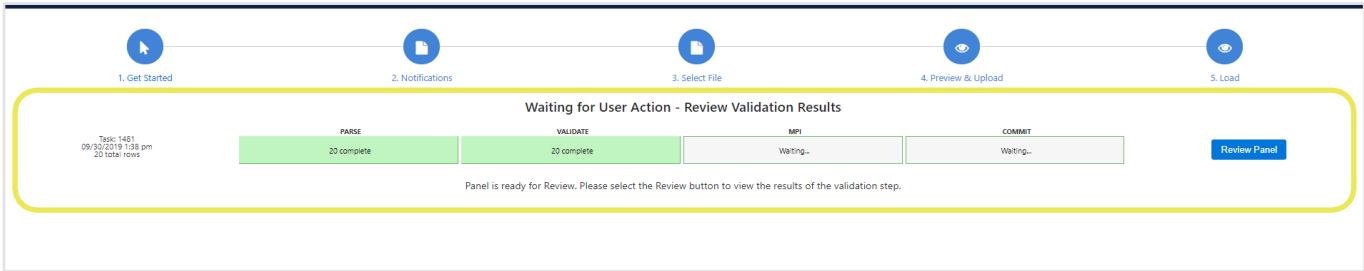 1. Get Started
2. Notifications
3. Select File
4. Preview & Upload
5. Load
Waiting for User Action - Review Validation Results
Task: 1481
09/30/2019 1:38 pm
20 total rows
PARSE
VALIDATE
MPI
COMMIT
20 complete
20 complete
Waiting...
Waiting...
Review Panel
Panel is ready for Review. Please select the Review button to view the results of the validation step.